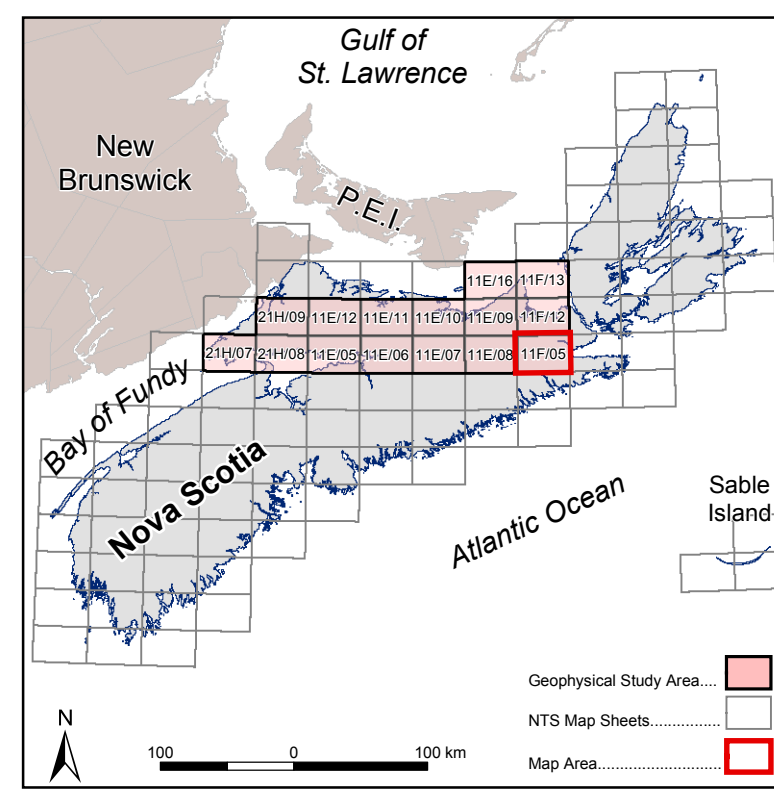 Gulf of
St. Lawrence
New
Brunswick
P.E.I.
11E/16 11F/13
21H/09 11E/12 11E/11 11E/10 11E/09 11F/12
21H/07 21H/08 11E/05 11E/06 11E/07 11E/08 11F/05
Bay of Fundy
Nova Scotia
Atlantic Ocean
Sable
Island
Geophysical Study Area....
NTS Map Sheets................
Map Area............................
N
100 0 100 km